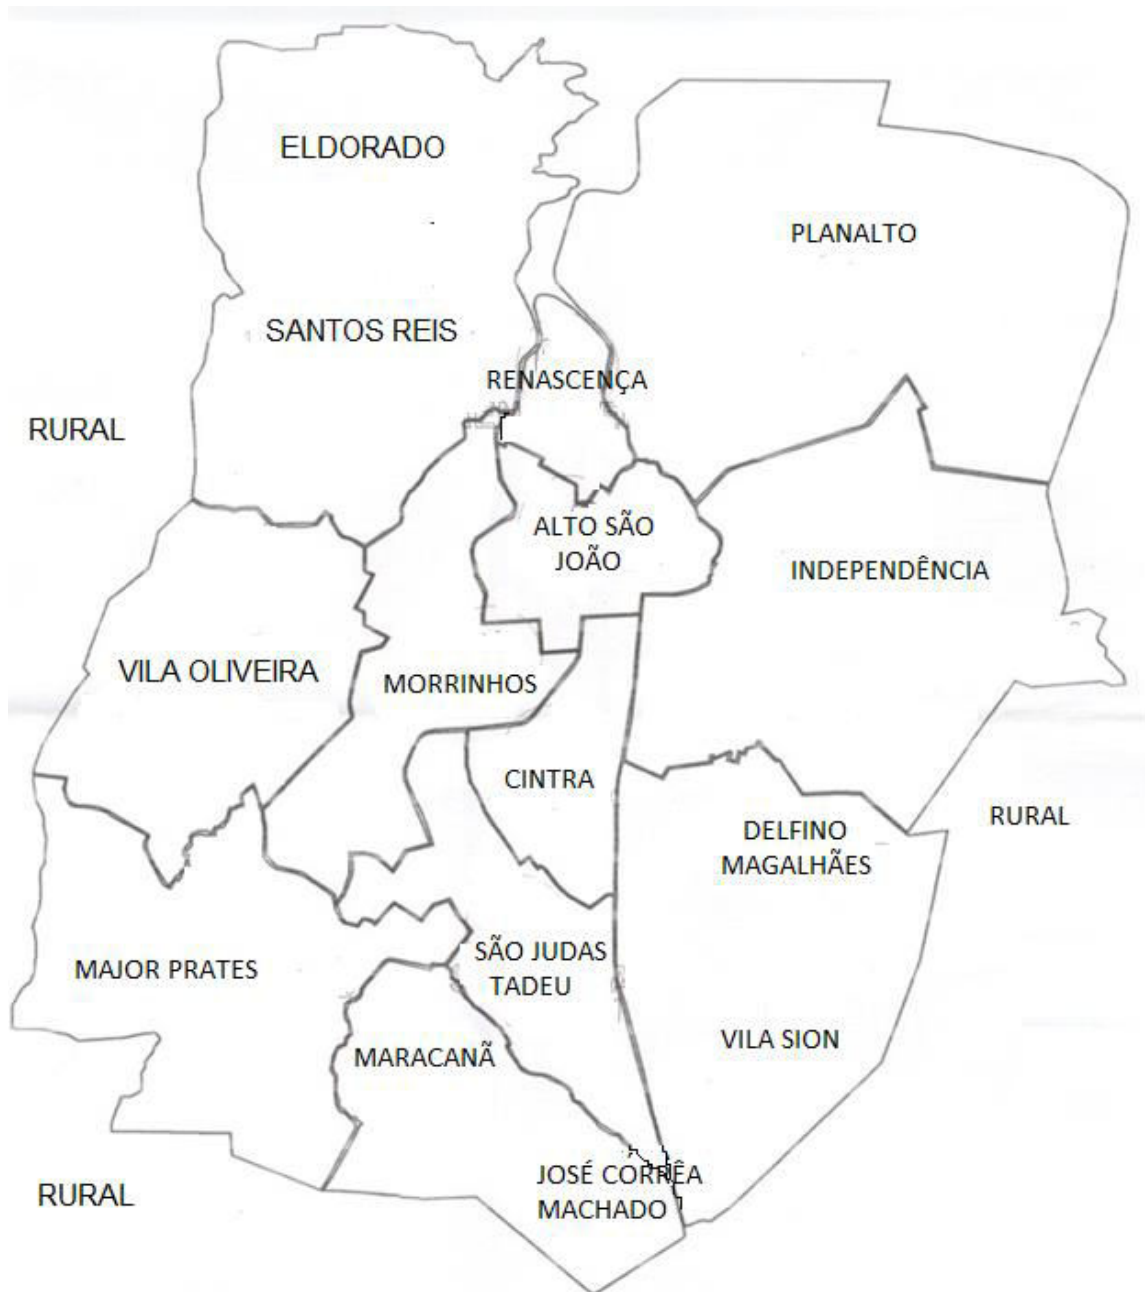 ELDORADO
PLANALTO
SANTOS REIS
RENASCENÇA
RURAL
ALTO SÃO
JOÃO
INDEPENDÊNCIA
VILA OLIVEIRA
MORRINHOS
CINTRA
RURAL
DELFINO
MAGALHÃES
SÃO JUDAS
TADEU
MAJOR PRATES
VILA SION
MARACANÃ
JOSÉ CORRÊA
MACHADO
RURAL